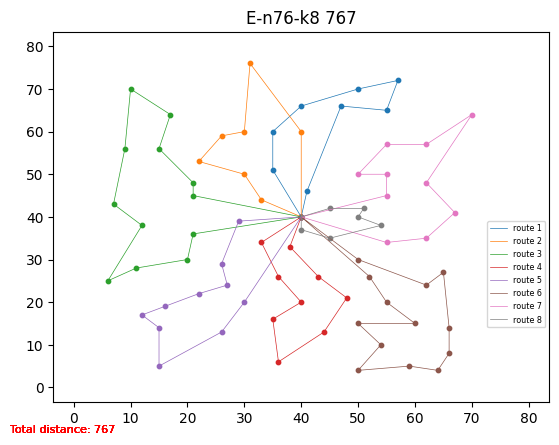 E-n76-k8 767
80
70
60
50
40
30
20
10
0
0 10 20 30 40 50 60 70 80
route 1
route 2
route 3
route 4
route 5
route 6
route 7
route 8
Total distance: 767